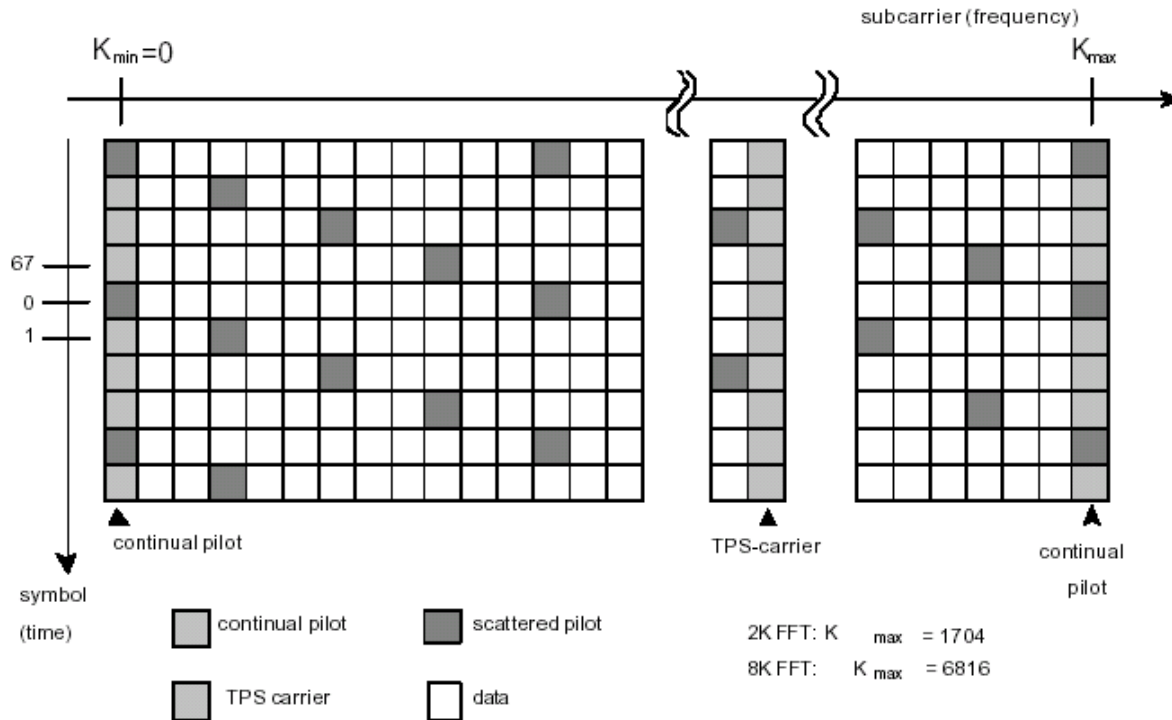 subcarrier (frequency)
Kmin=0
Kmax
67
0
1
continual pilot
TPS-carrier
continual
pilot
symbol
(time)
continual pilot
scattered pilot
TPS carrier
data
2K FFT: K max = 1704
8K FFT: K max = 6816